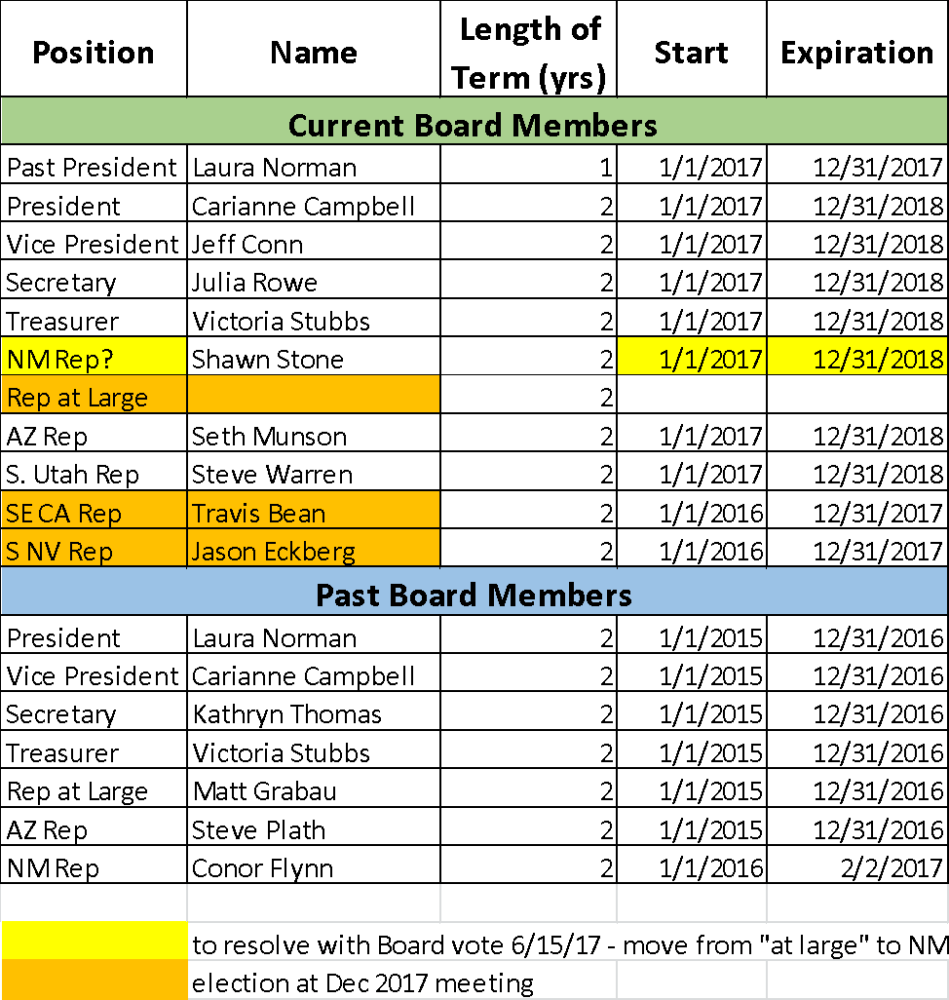 Position Name Length of Term (yrs) Start Expiration
Current Board Members
Past President Laura Norman 1 1/1/2017 12/31/2017
President Carianne Campbell 2 1/1/2017 12/31/2018
Vice President Jeff Conn 2 1/1/2017 12/31/2018
Secretary Julia Rowe 2 1/1/2017 12/31/2018
Treasurer Victoria Stubbs 2 1/1/2017 12/31/2018
NM Rep? Shawn Stone 2 1/1/2017 12/31/2018
Rep at Large 2
AZ Rep Seth Munson 2 1/1/2017 12/31/2018
S. Utah Rep Steve Warren 2 1/1/2017 12/31/2018
SE CA Rep Travis Bean 2 1/1/2016 12/31/2017
S NV Rep Jason Eckberg 2 1/1/2016 12/31/2017
Past Board Members
President Laura Norman 2 1/1/2015 12/31/2016
Vice President Carianne Campbell 2 1/1/2015 12/31/2016
Secretary Kathryn Thomas 2 1/1/2015 12/31/2016
Treasurer Victoria Stubbs 2 1/1/2015 12/31/2016
Rep at Large Matt Grabau 2 1/1/2015 12/31/2016
AZ Rep Steve Plath 2 1/1/2015 12/31/2016
NM Rep Conor Flynn 2 1/1/2016 2/2/2017
to resolve with Board vote 6/15/17 - move from "at large" to NM
election at Dec 2017 meeting